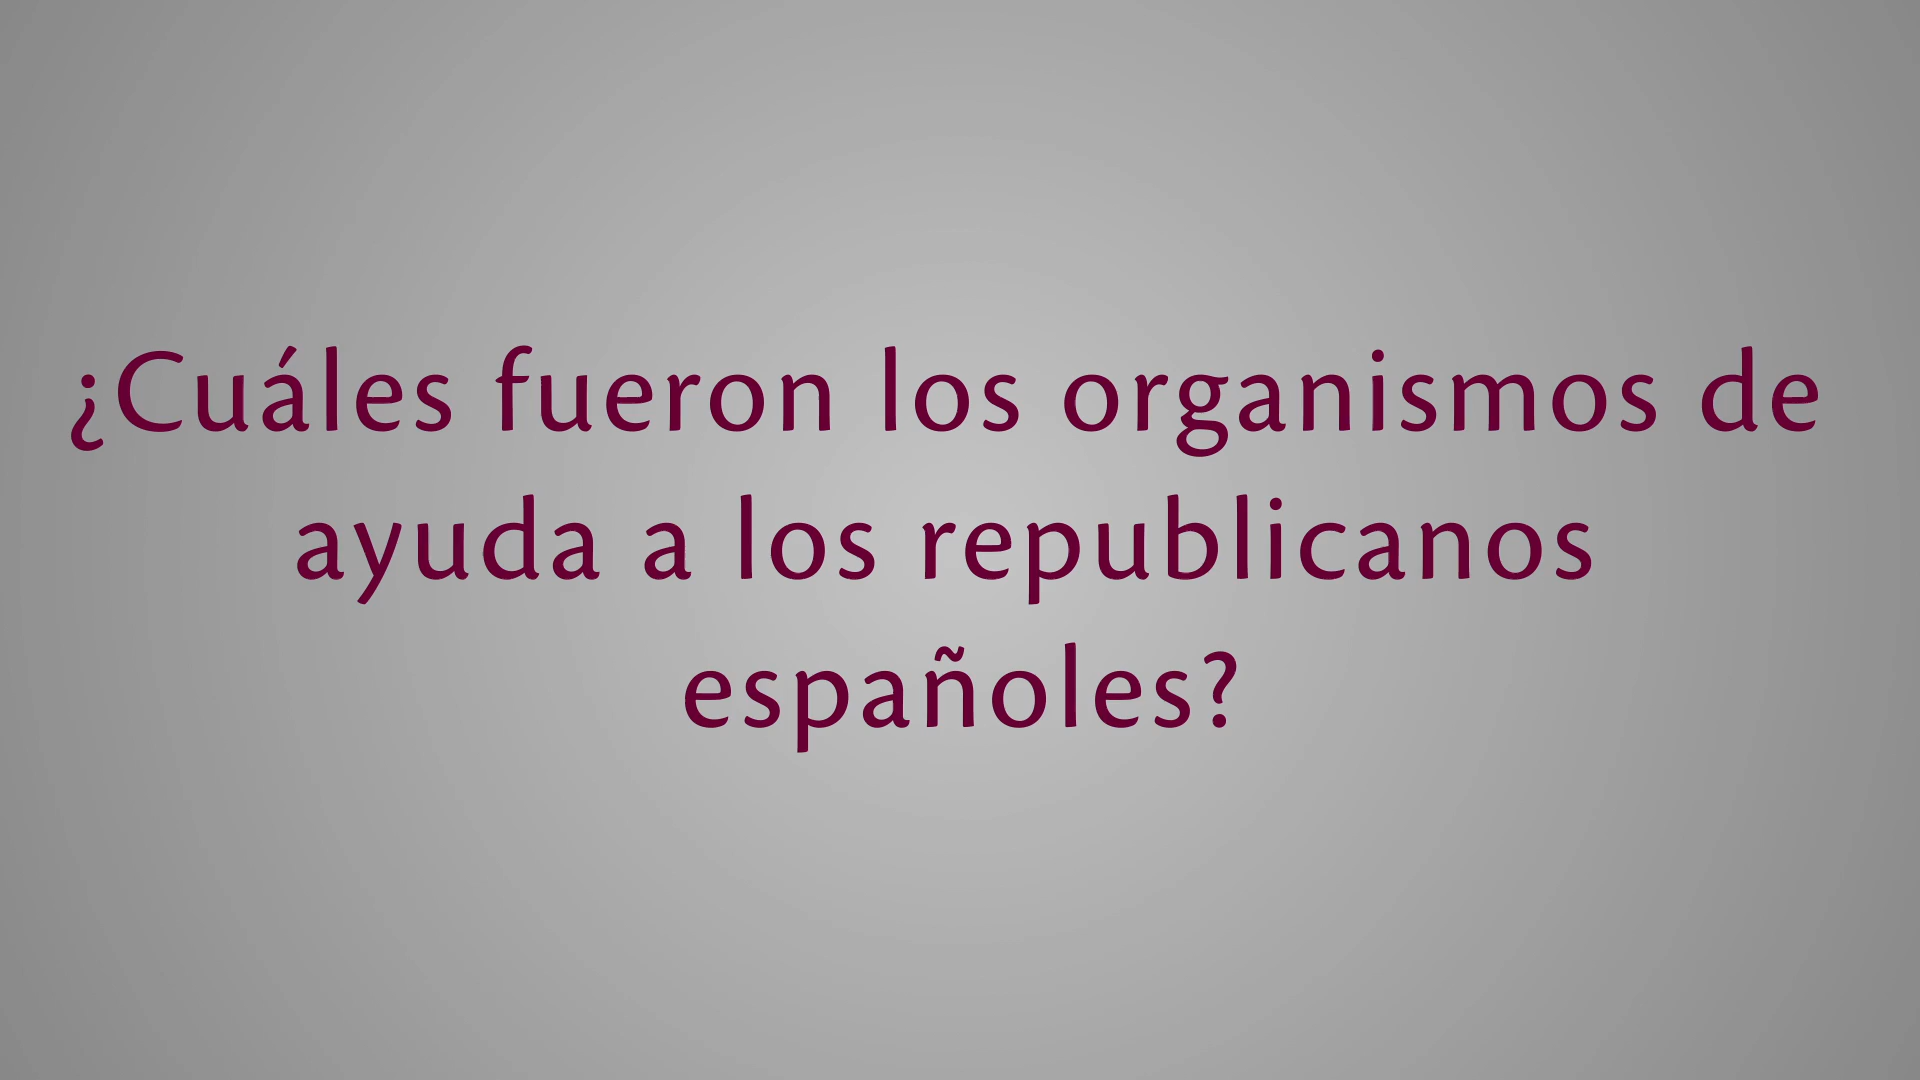 ¿Cuáles fueron los organismos de
ayuda a los republicanos
españoles?